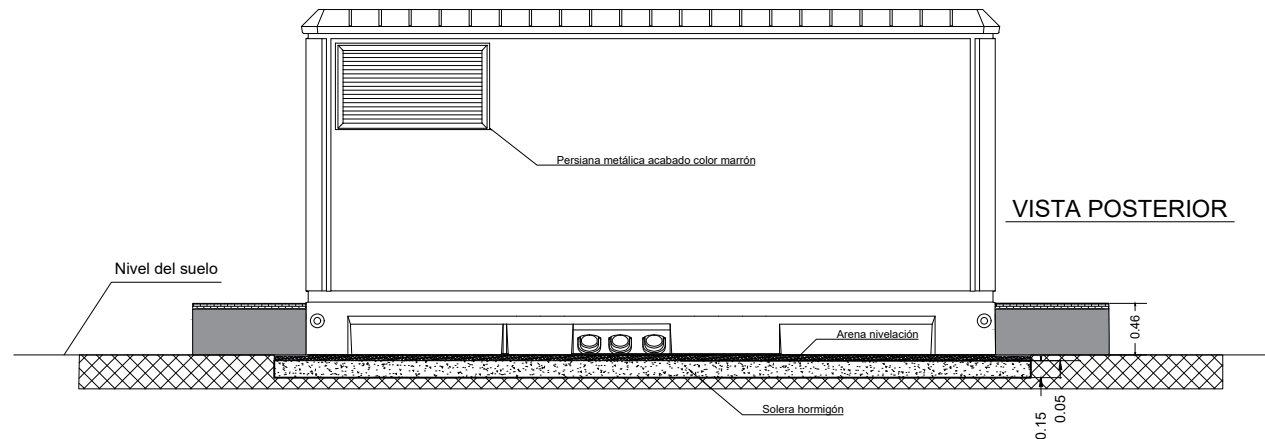 Persiana metálica acabado color marrón
VISTA POSTERIOR
Nivel del suelo
0.46
Arena nivelación
Solera hormigón
0.15
0.05